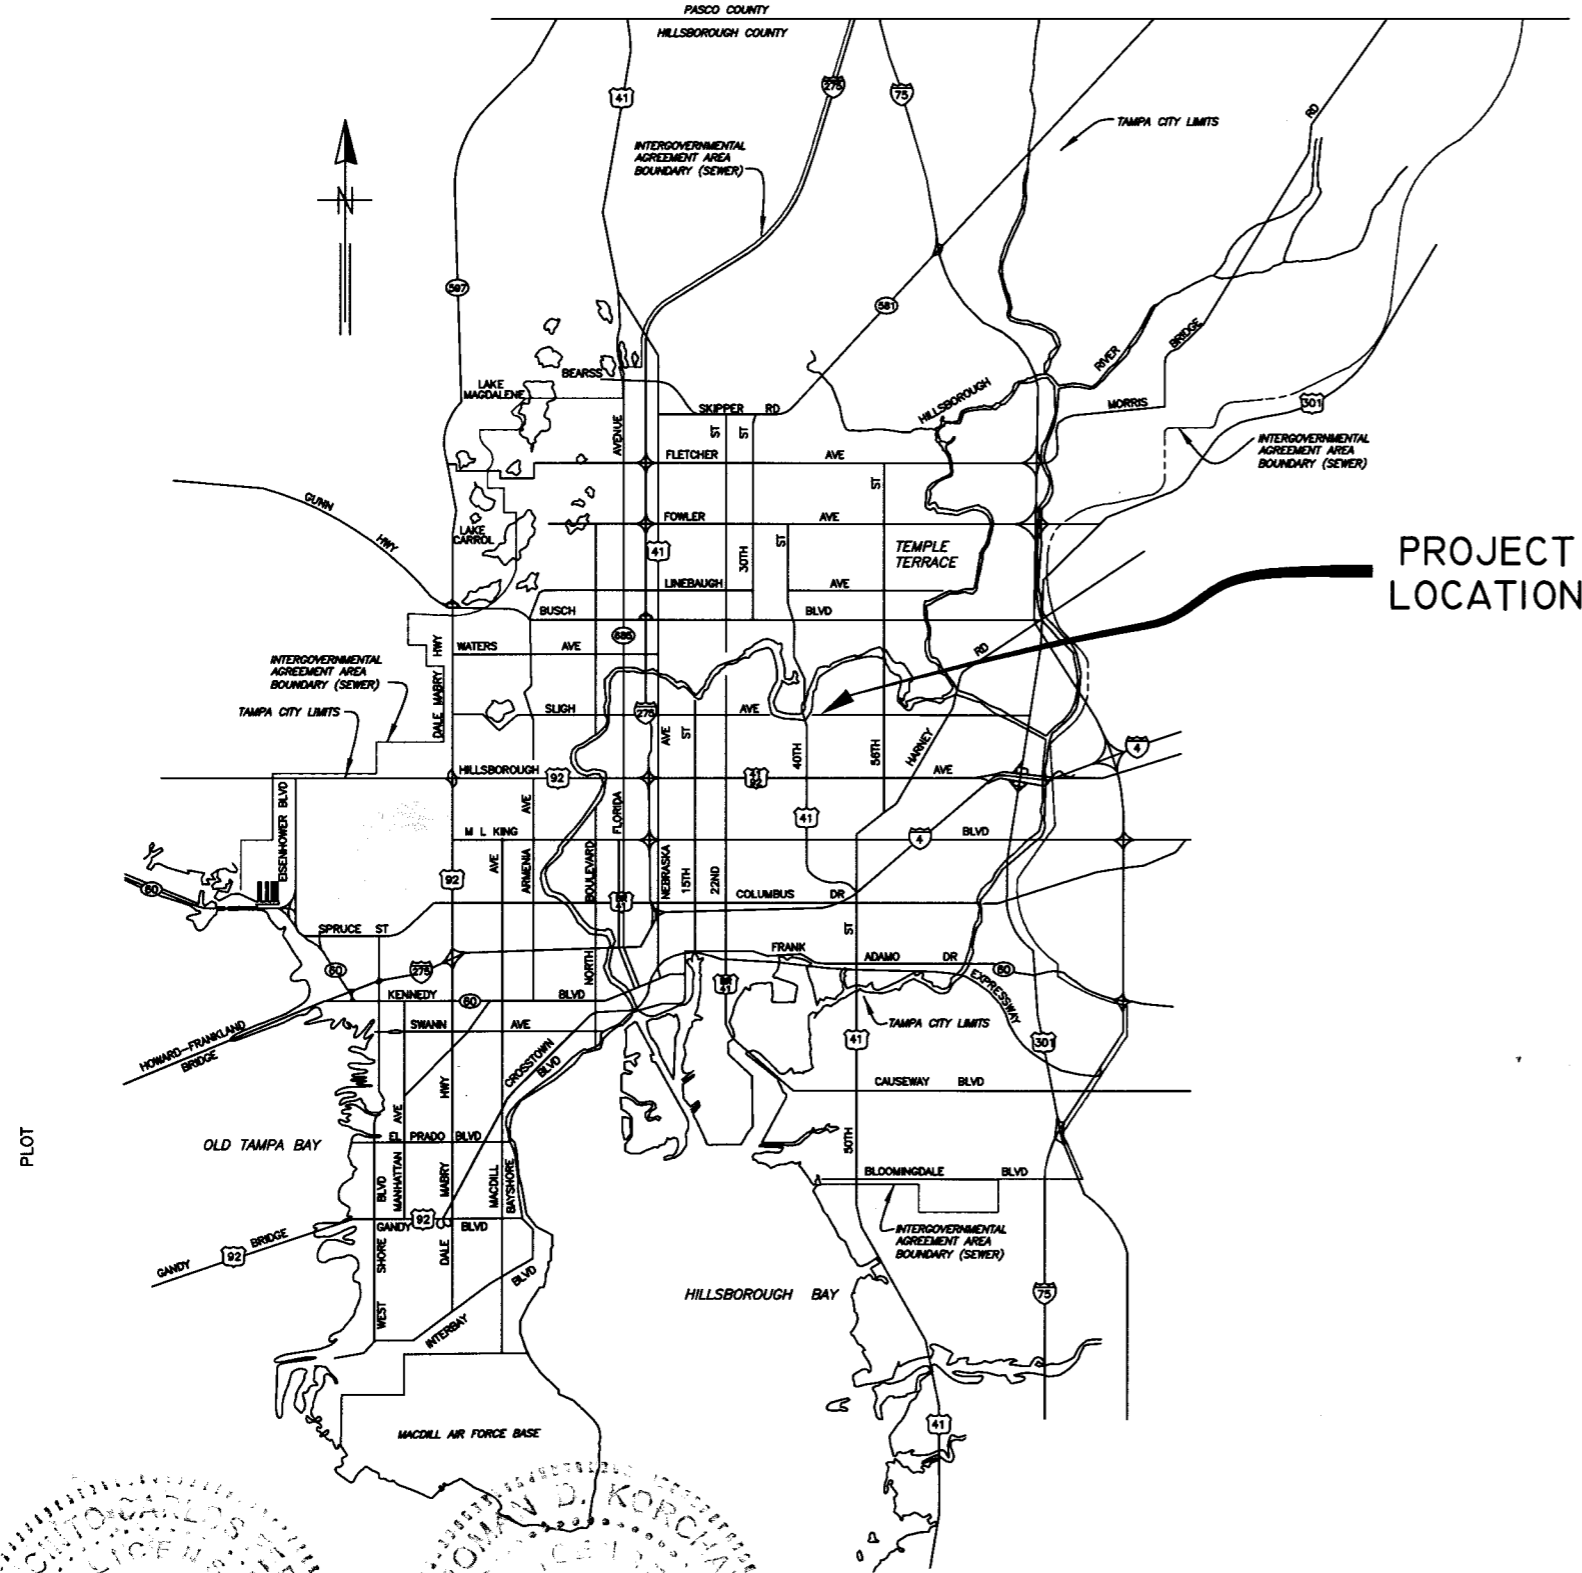 PASCO COUNTY
HILLSBOROUGH COUNTY
41
275
75
TAMPA CITY LIMITS
RD
INTERGOVERNMENTAL
AGREEMENT AREA
BOUNDARY (SEWER)
N
597
581
BRIDGE
RIVER
BEARSS
LAKE
MAGDALENE
HILLSBOROUGH
MORRIS
301
SKIPPER RD
AVENUE
ST
ST
INTERGOVERNMENTAL
AGREEMENT AREA
BOUNDARY (SEWER)
FLETCHER AVE
ST
GUNN
HWY
LAKE
CARROL
FOWLER AVE
ST
41
30TH
TEMPLE
TERRACE
PROJECT
LOCATION
LINEBAUGH AVE
BUSCH BLVD
685
WATERS AVE
HWY
RD
INTERGOVERNMENTAL
AGREEMENT AREA
BOUNDARY (SEWER)
TAMPA CITY LIMITS
DALE MABRY
SLIGH AVE
275
AVE
ST
40TH
56TH
HARNEY
4
HILLSBOROUGH AVE
92
41
92
EISENHOWER BLVD
AVE
FLORIDA
41
M L KING BLVD
4
AVE
ARMENIA
BOULEVARD
NEBRASKA
15TH
22ND
60
92
COLUMBUS DR
41
SPRUCE ST
ST
FRANK
ADAMO DR
60
60
275
NORTH
41
EXPRESSWAY
KENNEDY BLVD
60
SWANN AVE
TAMPA CITY LIMITS
HOWARD-FRANKLAND
BRIDGE
41
301
CROSSTOWN
BLVD
CAUSEWAY BLVD
HWY
AVE
PLOT
OLD TAMPA BAY
EL PRADO BLVD
50TH
BLOOMINGDALE BLVD
BLVD
MANHATTAN
MABRY
MACDILL
BAYSHORE
GANDY BLVD
92
INTERGOVERNMENTAL
AGREEMENT AREA
BOUNDARY (SEWER)
GANDY
92
BRIDGE
SHORE
DALE
BLVD
HILLSBOROUGH BAY
75
WEST
INTERBAY
41
MACDILL AIR FORCE BASE
CARLOS
D. KORCHA